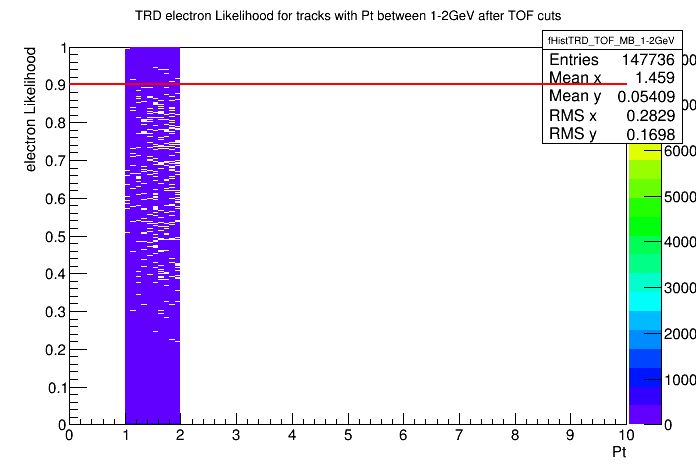 TRD electron Likelihood for tracks with Pt between 1-2GeV after TOF cuts
fHistTRD_TOF_MB_1-2GeV
Entries 147736
Mean x 1.459
Mean y 0.05409
RMS x 0.2829
RMS y 0.1698
electron Likelihood
1
0.9
0.8
0.7
0.6
0.5
0.4
0.3
0.2
0.1
0
0 1 2 3 4 5 6 7 8 9 10
Pt
6000
5000
4000
3000
2000
1000
0